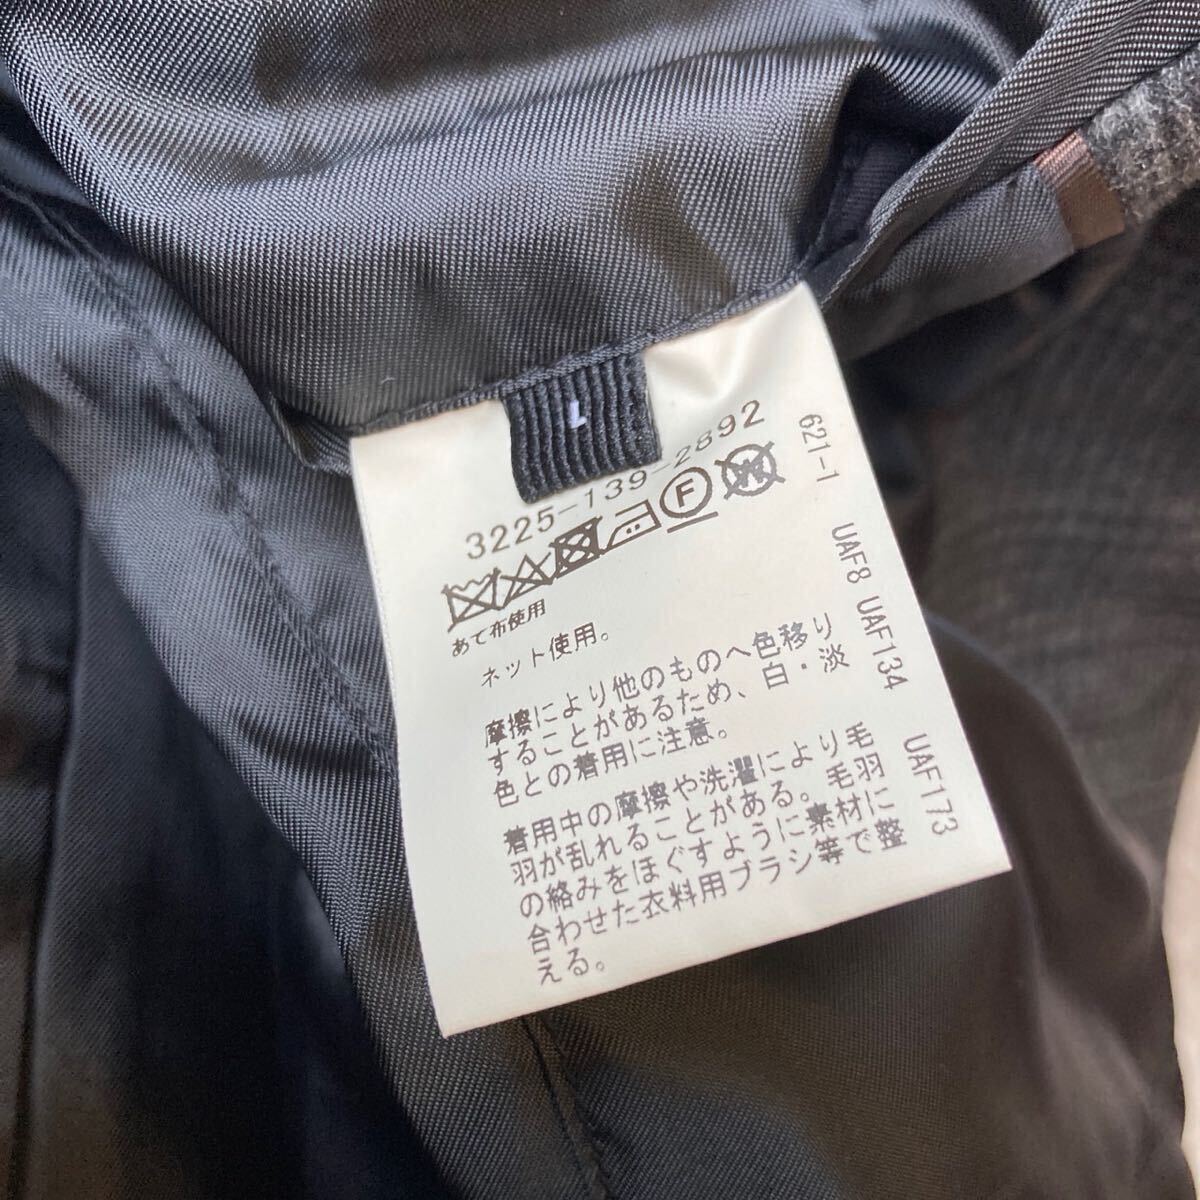 L
3225-139-2892
F
W
あて布使用
ネット使用。
摩擦により他のものへ色移り
することがあるため、白・淡
色との着用に注意。
着用中の摩擦や洗濯により毛
羽が乱れることがある。毛羽
の絡みをほぐすように素材に
合わせた衣料用ブラシ等で整
える。
621-1
UAF8 UAF134
UAF173